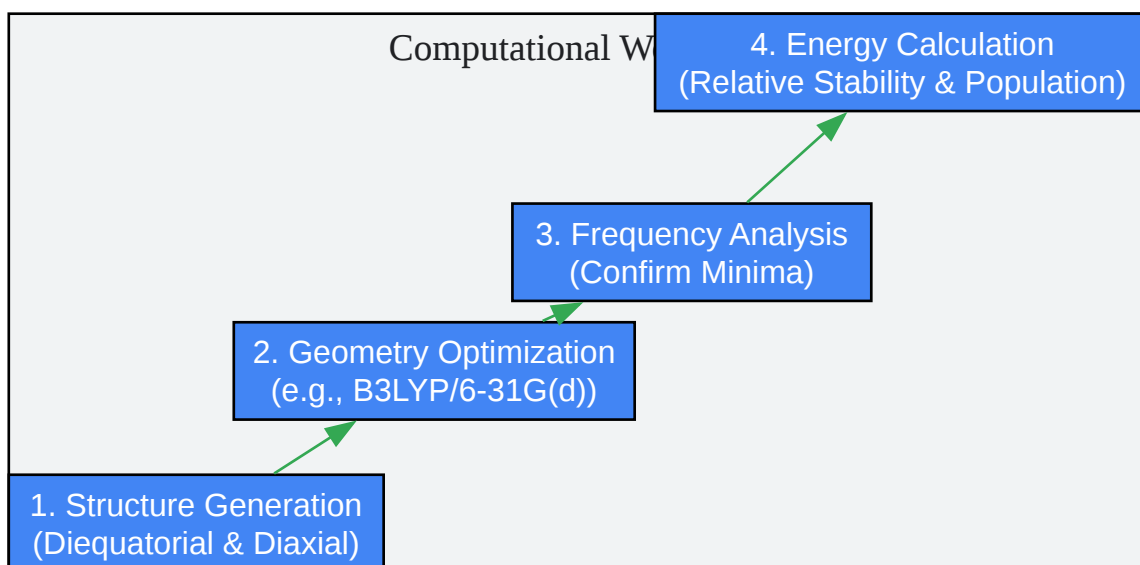 Computational
4. Energy Calculation
(Relative Stability & Population)
3. Frequency Analysis
(Confirm Minima)
2. Geometry Optimization
(e.g., B3LYP/6-31G(d))
1. Structure Generation
(Diequatorial & Diaxial)